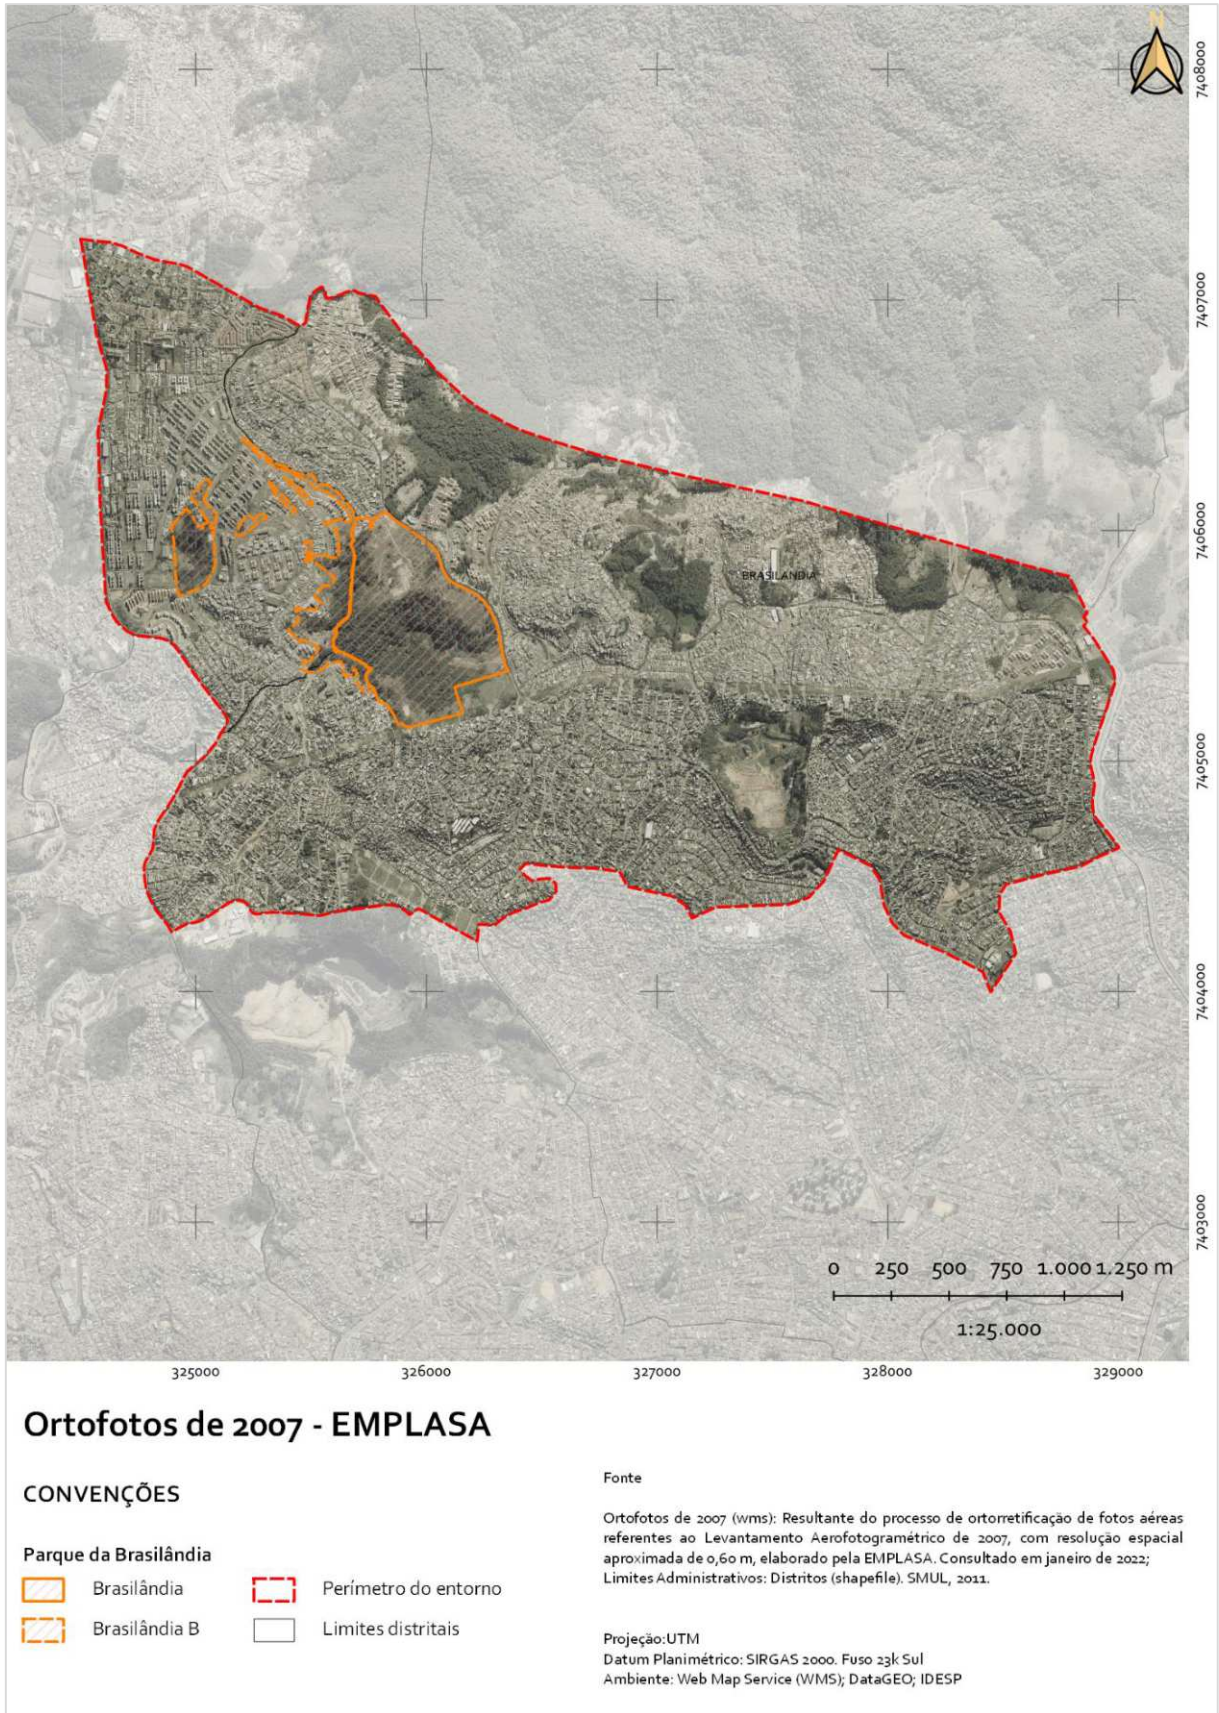 N
7408000
7407000
7406000
BRASILANDIA
7405000
7404000
7403000
0 250 500 750 1.000 1.250 m
1:25.000
325000 326000 327000 328000 329000
Ortofotos de 2007 - EMPLASA
CONVENÇÕES
Parque da Brasilândia
Brasilândia
Perímetro do entorno
Brasilândia B
Limites distritais
Fonte
Ortofotos de 2007 (wms): Resultante do processo de ortorretificação de fotos aéreas
referentes ao Levantamento Aerofotogramétrico de 2007, com resolução espacial
aproximada de 0,60 m, elaborado pela EMPLASA. Consultado em janeiro de 2022;
Limites Administrativos: Distritos (shapefile). SMUL, 2011.
Projeção:UTM
Datum Planimétrico: SIRGAS 2000. Fuso 23k Sul
Ambiente: Web Map Service (WMS); DataGEO; IDESP